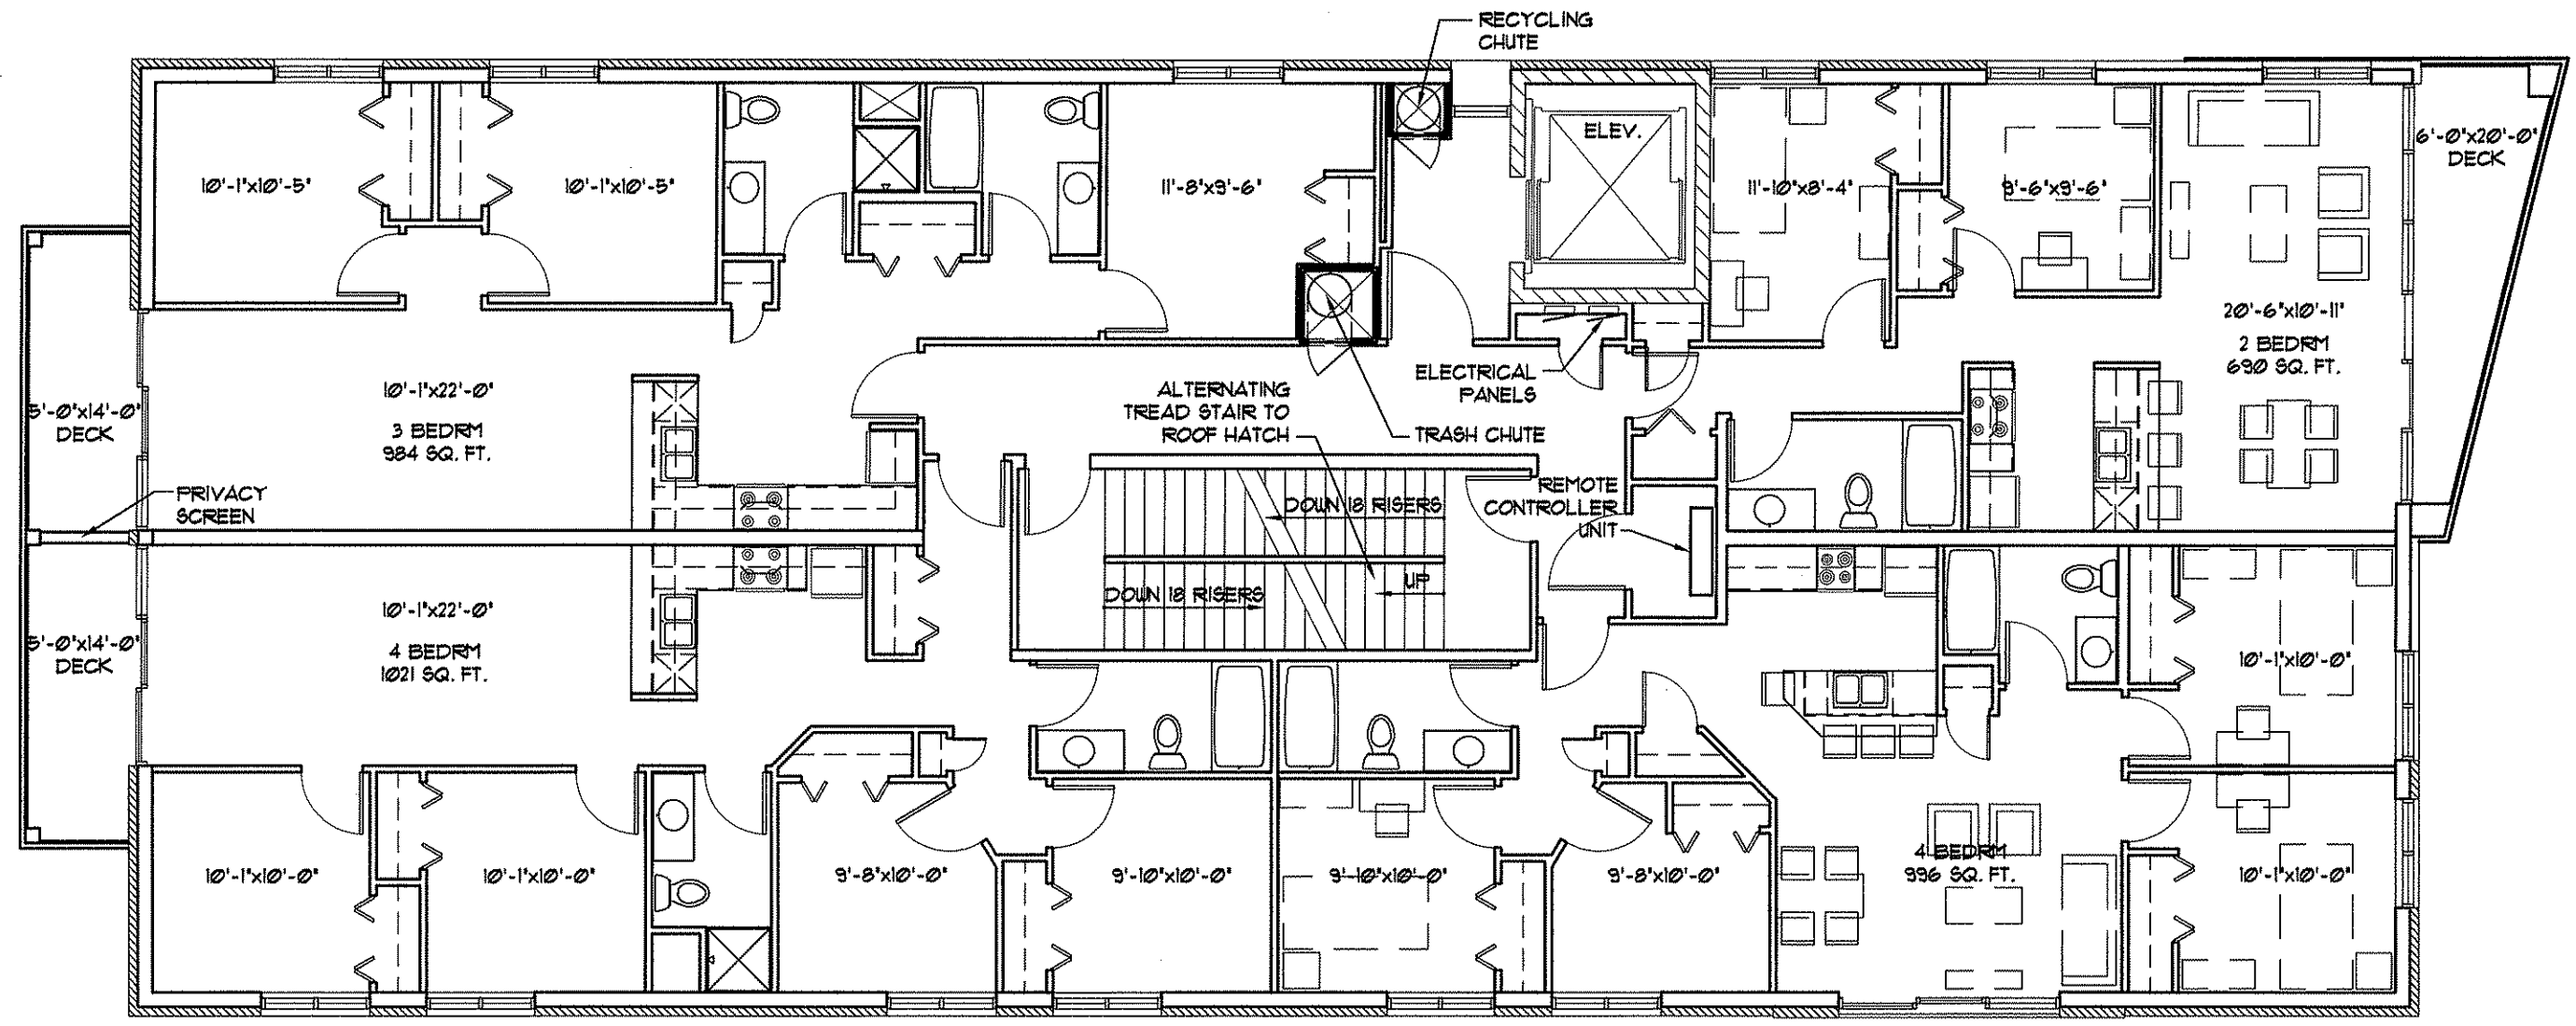 RECYCLING
CHUTE
ELEV.
6'-0"x20'-0"
DECK
10'-1"x10'-5"
10'-1"x10'-5"
11'-8"x9'-6"
11'-10"x8'-4"
9'-6"x9'-6"
20'-6"x10'-11"
2 BEDRM
690 SQ. FT.
ELECTRICAL
PANELS
ALTERNATING
TREAD STAIR TO
ROOF HATCH
TRASH CHUTE
10'-1"x22'-0"
3 BEDRM
984 SQ. FT.
5'-0"x14'-0"
DECK
PRIVACY
SCREEN
REMOTE
CONTROLLER
UNIT
DOWN 18 RISERS
DOWN 18 RISERS
UP
10'-1"x22'-0"
4 BEDRM
1021 SQ. FT.
5'-0"x14'-0"
DECK
10'-1"x10'-0"
10'-1"x10'-0"
10'-1"x10'-0"
9'-8"x10'-0"
9'-10"x10'-0"
9'-10"x10'-0"
9'-8"x10'-0"
4 BEDRM
996 SQ. FT.
10'-1"x10'-0"